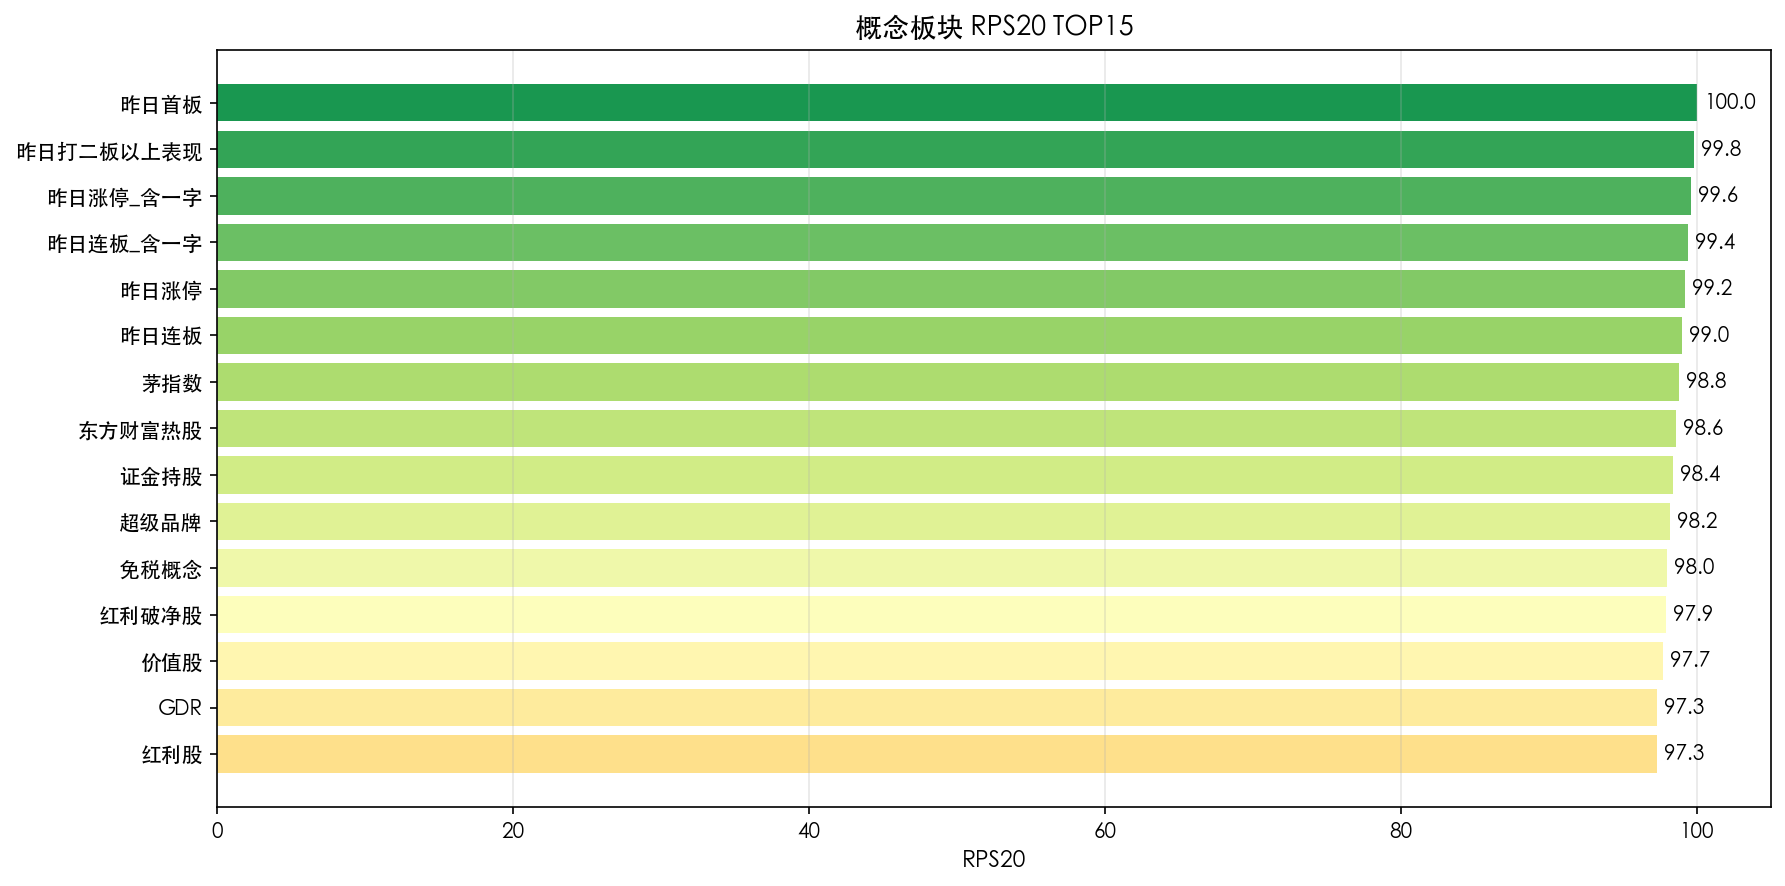 概念板块 RPS20 TOP15
昨日首板 100.0
昨日打二板以上表现 99.8
昨日涨停_含一字 99.6
昨日连板_含一字 99.4
昨日涨停 99.2
昨日连板 99.0
茅指数 98.8
东方财富热股 98.6
证金持股 98.4
超级品牌 98.2
免税概念 98.0
红利破净股 97.9
价值股 97.7
GDR 97.3
红利股 97.3
0 20 40 60 80 100
RPS20